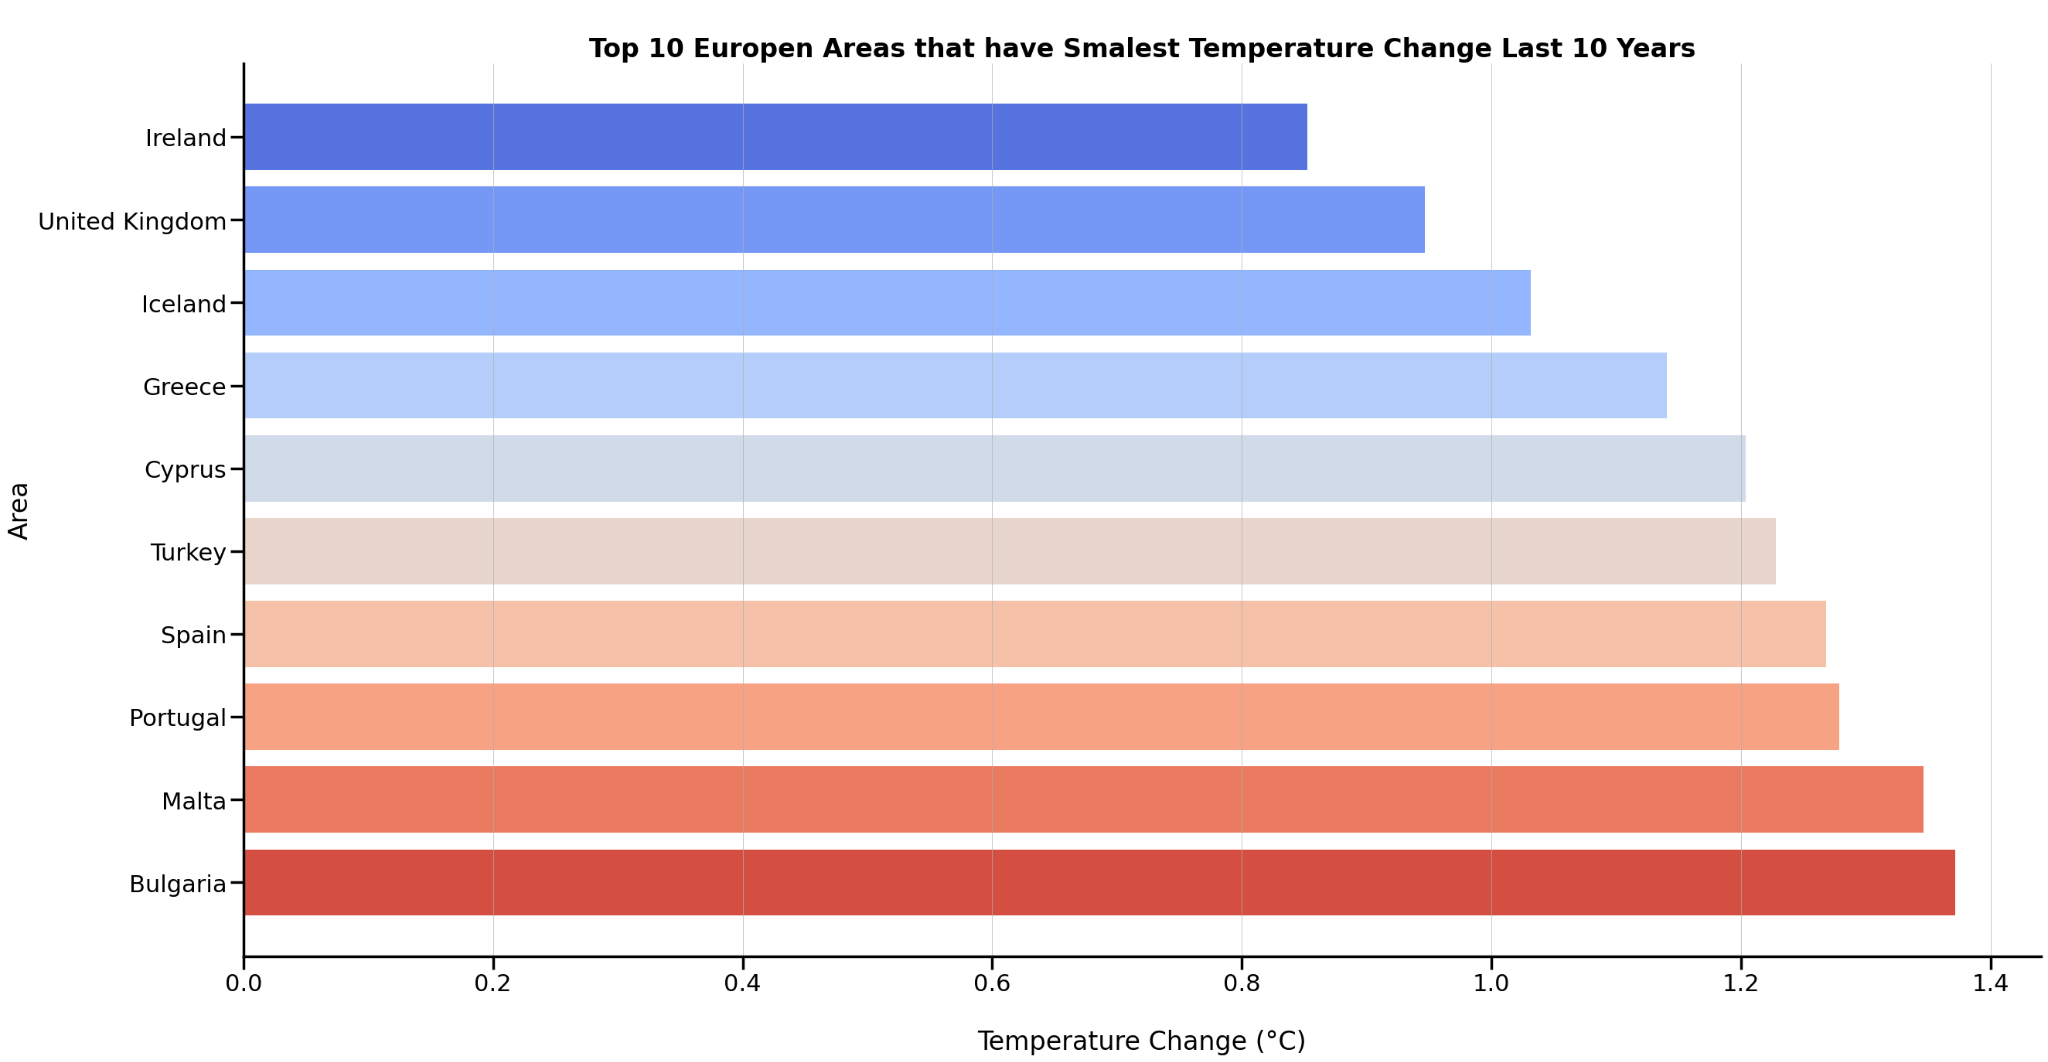 Top 10 Europen Areas that have Smalest Temperature Change Last 10 Years
Ireland
United Kingdom
Iceland
Greece
Cyprus
Turkey
Spain
Portugal
Malta
Bulgaria
Area
0.0 0.2 0.4 0.6 0.8 1.0 1.2 1.4
Temperature Change (°C)